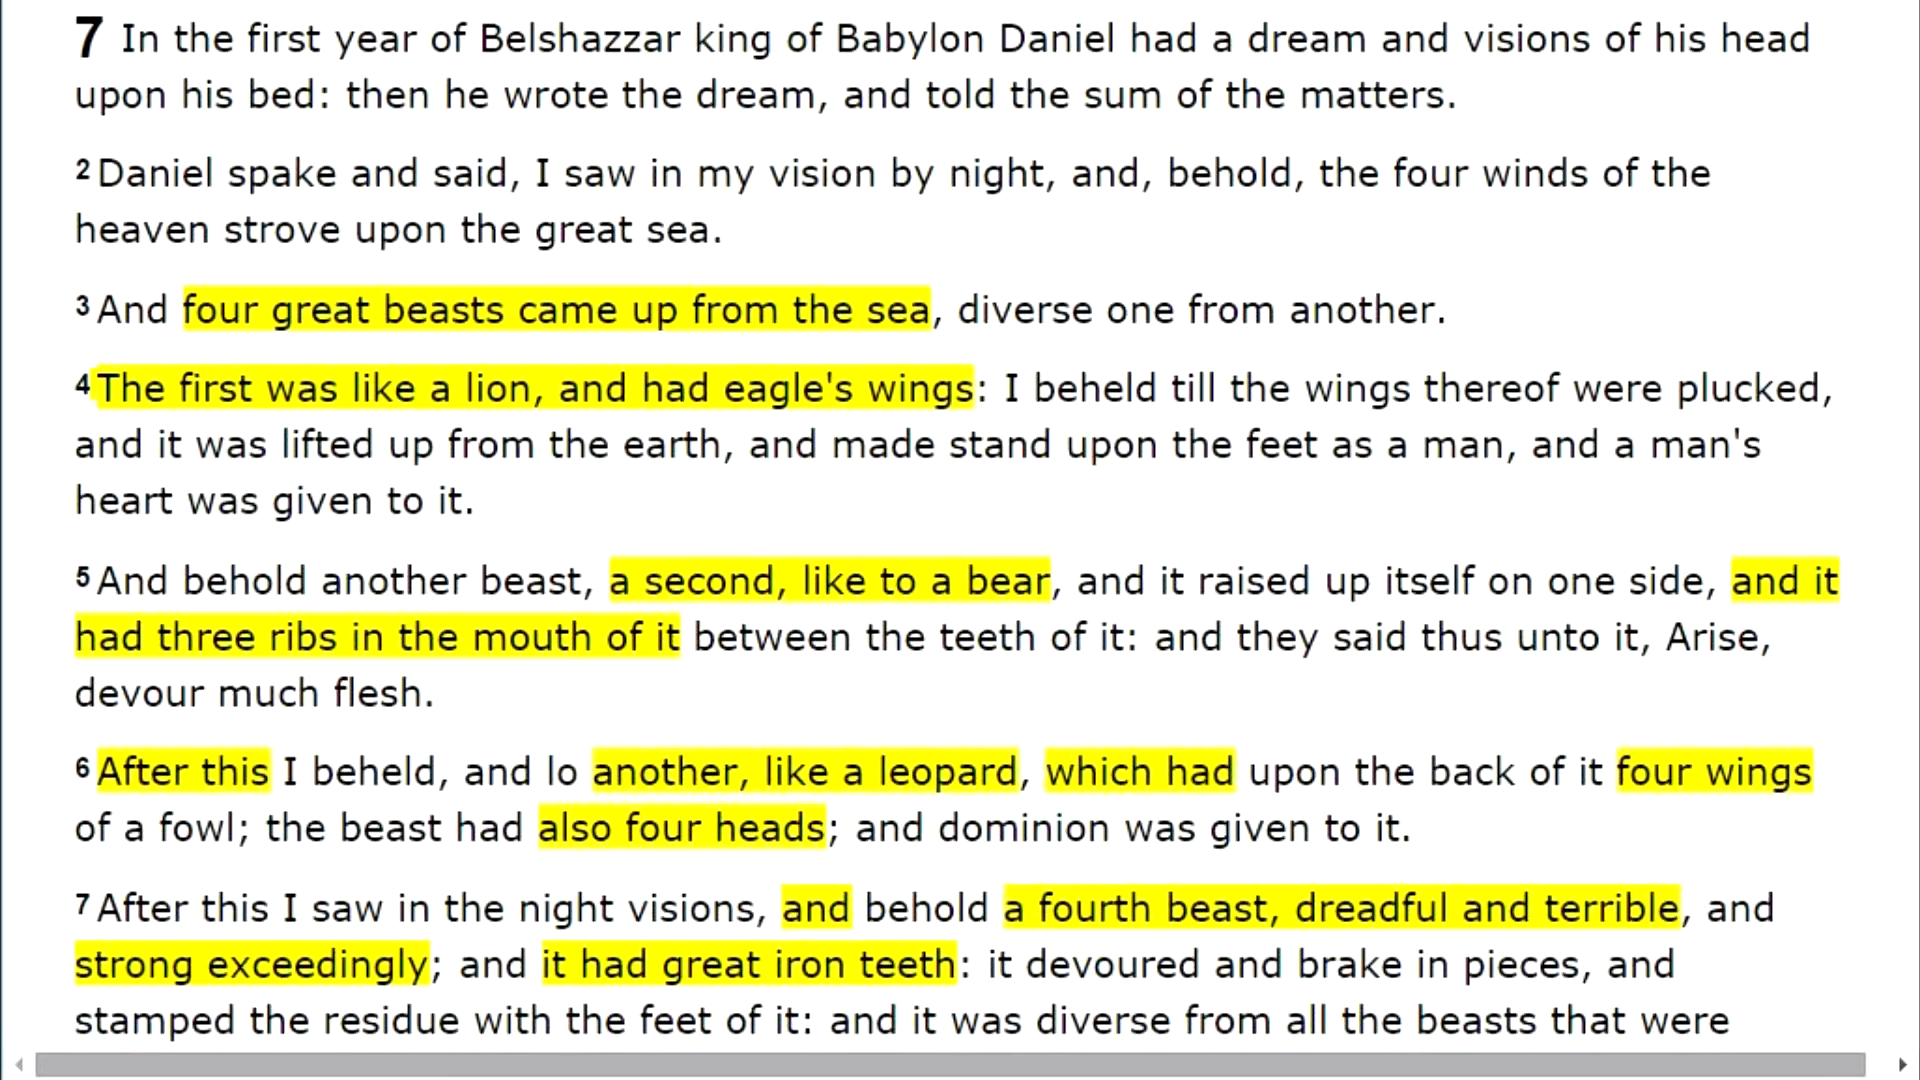 7 In the first year of Belshazzar king of Babylon Daniel had a dream and visions of his head
upon his bed: then he wrote the dream, and told the sum of the matters.
2 Daniel spake and said, I saw in my vision by night, and, behold, the four winds of the
heaven strove upon the great sea.
3 And four great beasts came up from the sea, diverse one from another.
4 The first was like a lion, and had eagle's wings: I beheld till the wings thereof were plucked,
and it was lifted up from the earth, and made stand upon the feet as a man, and a man's
heart was given to it.
5 And behold another beast, a second, like to a bear, and it raised up itself on one side, and it
had three ribs in the mouth of it between the teeth of it: and they said thus unto it, Arise,
devour much flesh.
6 After this I beheld, and lo another, like a leopard, which had upon the back of it four wings
of a fowl; the beast had also four heads; and dominion was given to it.
7 After this I saw in the night visions, and behold a fourth beast, dreadful and terrible, and
strong exceedingly; and it had great iron teeth: it devoured and brake in pieces, and
stamped the residue with the feet of it: and it was diverse from all the beasts that were